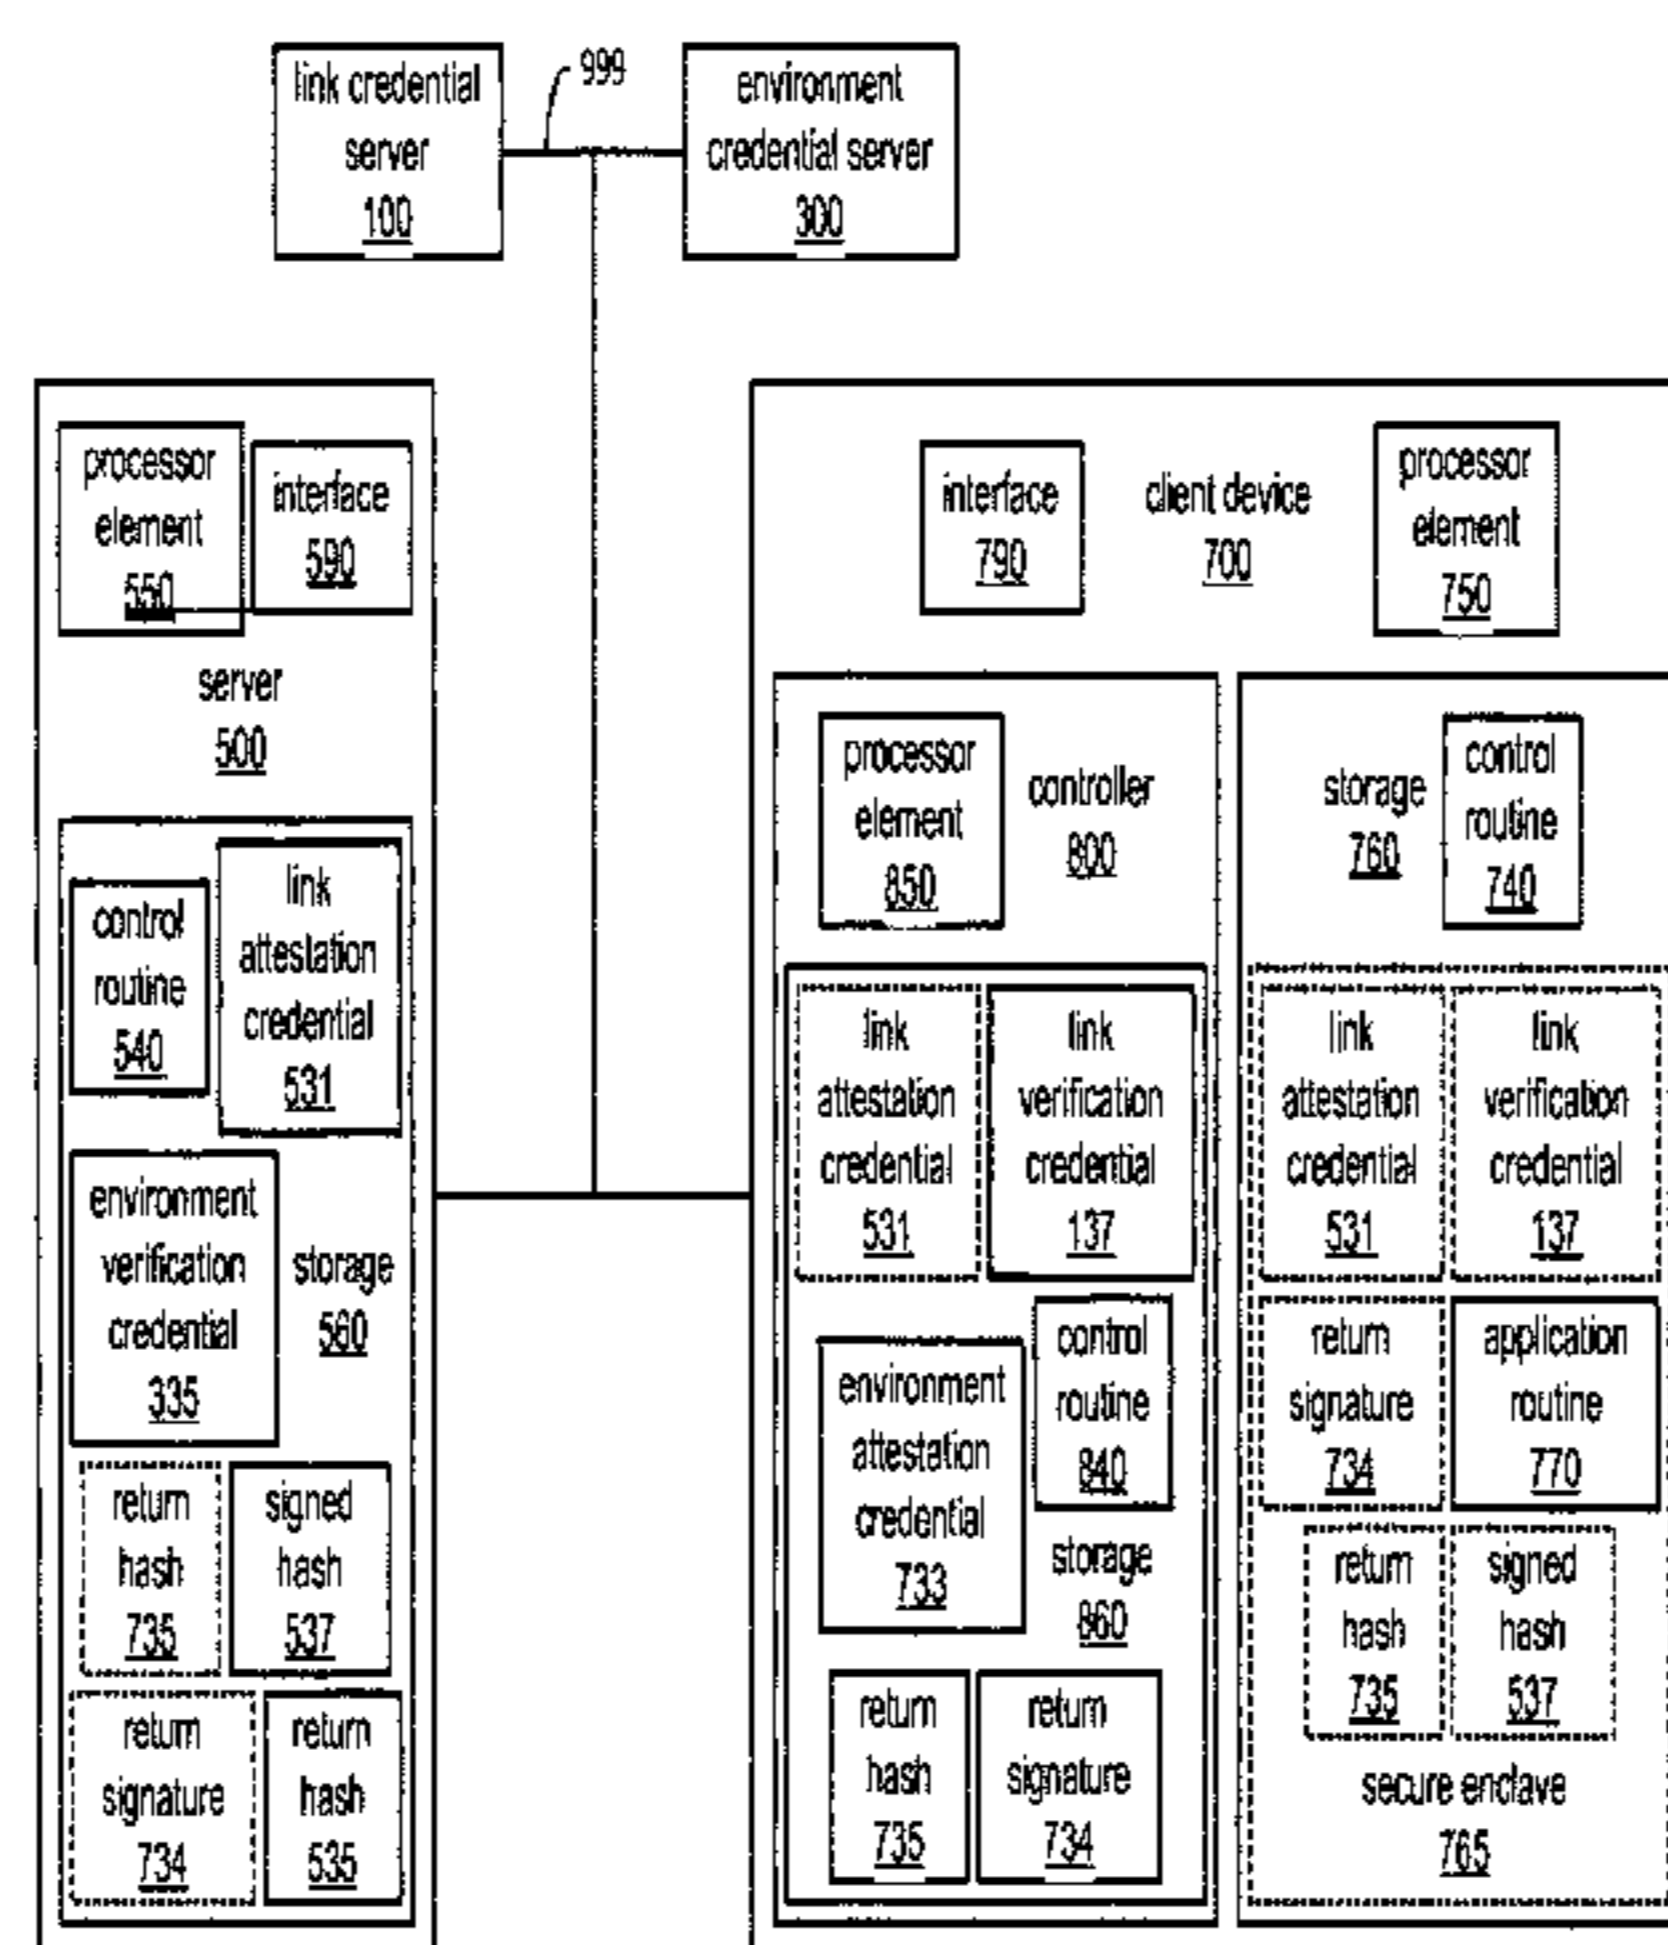 link credential
server
100
999
environment
credential server
300
processor
element
550
interface
590
server
500
control
routine
540
link
attestation
credential
531
environment
verification
credential
335
storage
560
return
hash
735
signed
hash
537
return
signature
734
return
hash
535
interface
790
client device
700
processor
element
750
processor
element
850
controller
800
link
attestation
credential
531
link
verification
credential
137
environment
attestation
credential
733
control
routine
840
storage
860
return
hash
735
return
signature
734
storage
760
control
routine
740
link
attestation
credential
531
link
verification
credential
137
return
signature
734
application
routine
770
return
hash
735
signed
hash
537
secure enclave
765